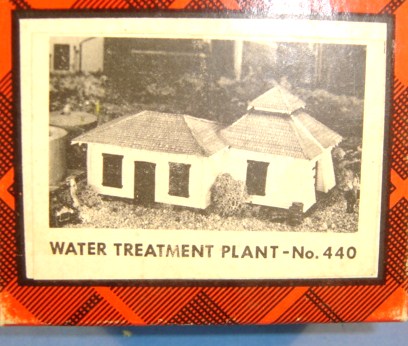 WATER TREATMENT PLANT - No. 440